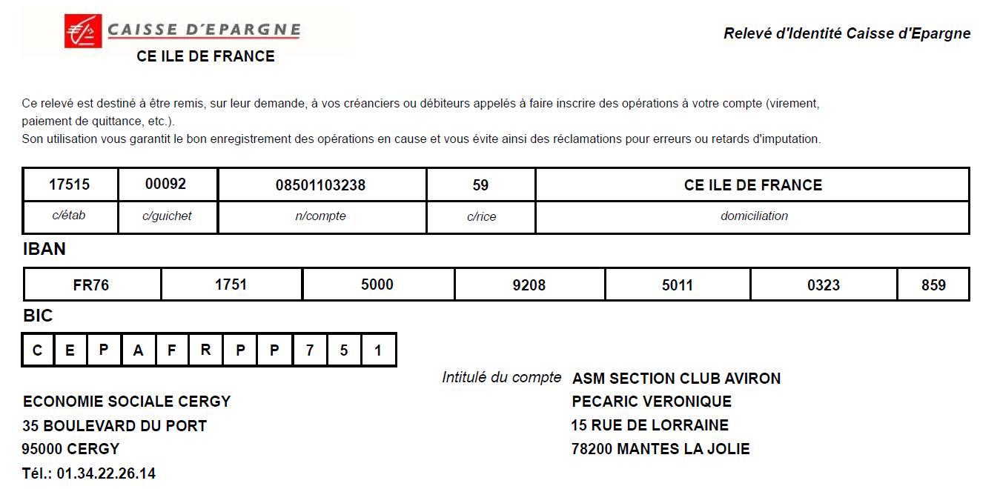 CAISSE D'EPARGNE
CE ILE DE FRANCE
Relevé d'Identité Caisse d'Epargne
Ce relevé est destiné à être remis, sur leur demande, à vos créanciers ou débiteurs appelés à faire inscrire des opérations à votre compte (virement,
paiement de quittance, etc.).
Son utilisation vous garantit le bon enregistrement des opérations en cause et vous évite ainsi des réclamations pour erreurs ou retards d'imputation.
17515 00092 08501103238 59 CE ILE DE FRANCE
c/étab c/guichet n/compte c/rice domiciliation
IBAN
FR76 1751 5000 9208 5011 0323 859
BIC
C E P A F R P P 7 5 1
Intitulé du compte ASM SECTION CLUB AVIRON
PECARIC VERONIQUE
15 RUE DE LORRAINE
78200 MANTES LA JOLIE
ECONOMIE SOCIALE CERGY
35 BOULEVARD DU PORT
95000 CERGY
Tél.: 01.34.22.26.14